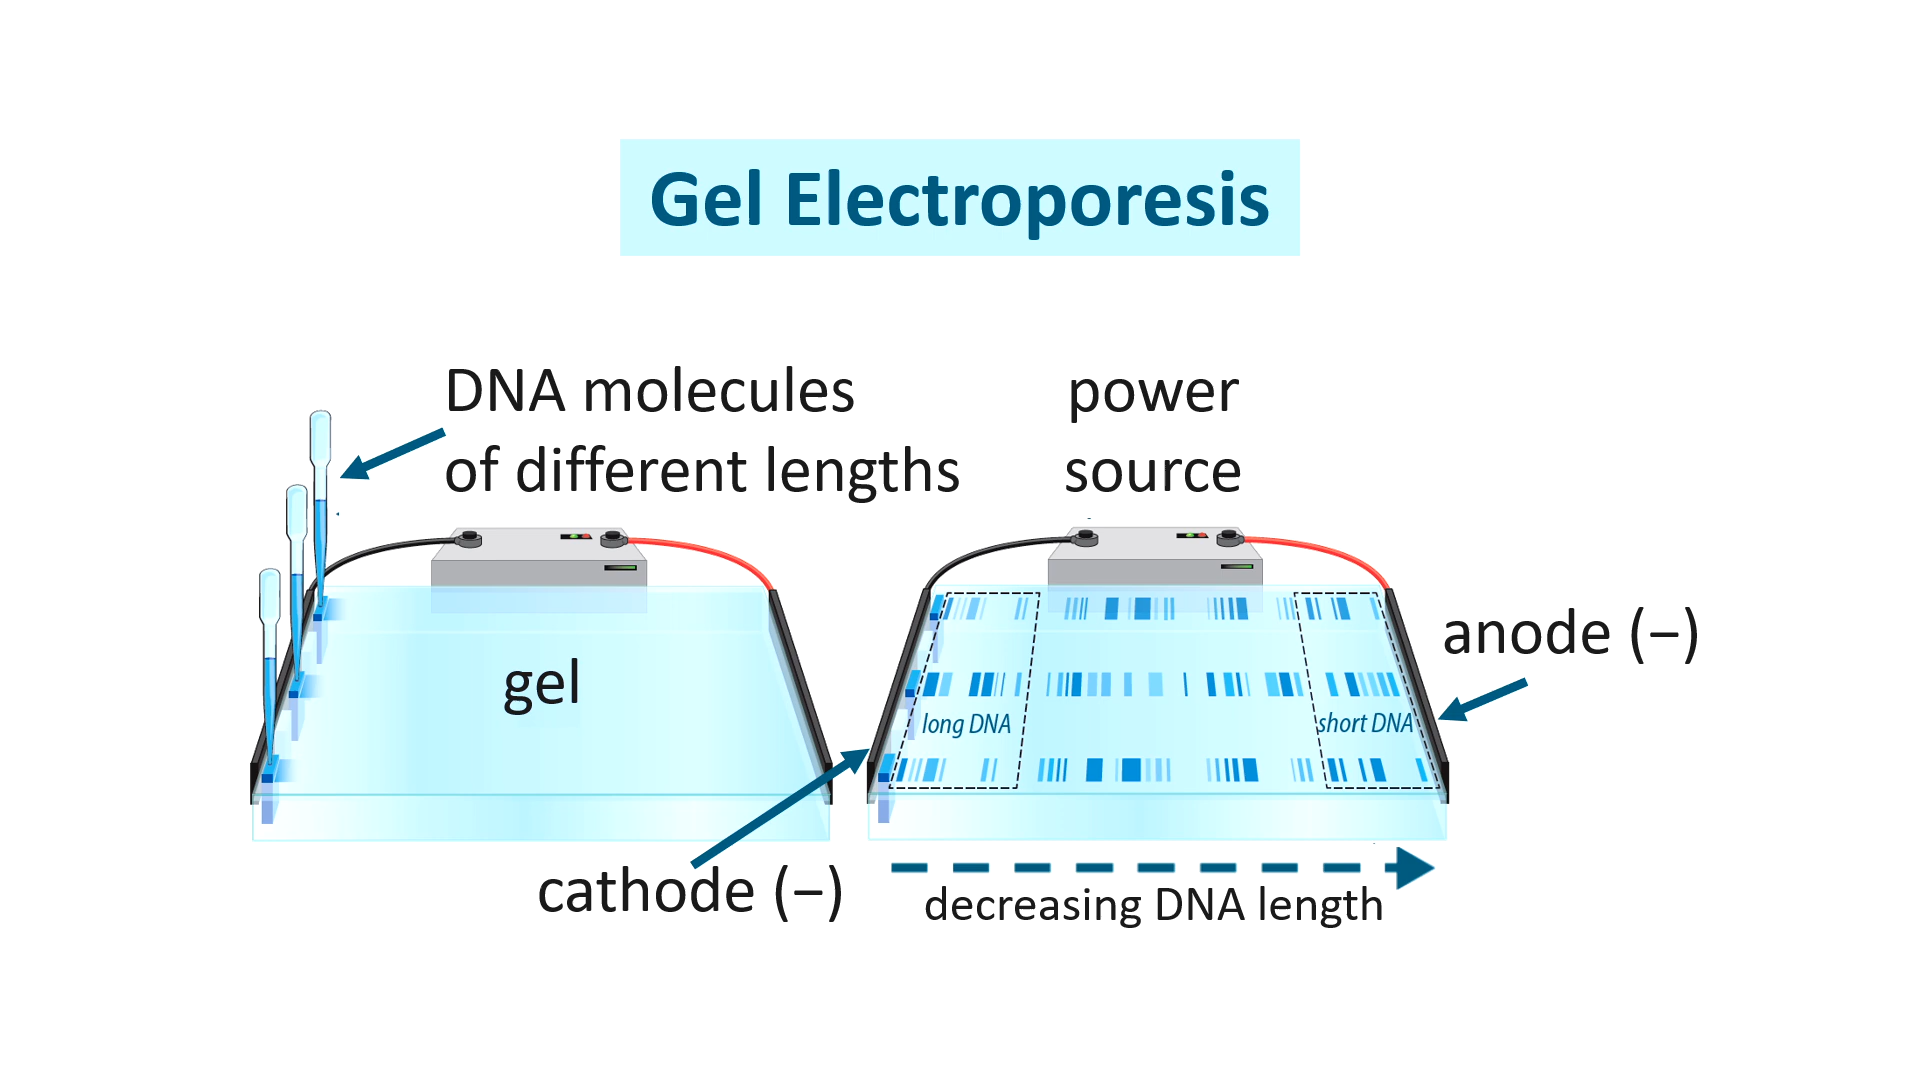 Gel Electroporesis
DNA molecules
of different lengths
power
source
gel
anode (−)
long DNA
short DNA
cathode (−)
decreasing DNA length